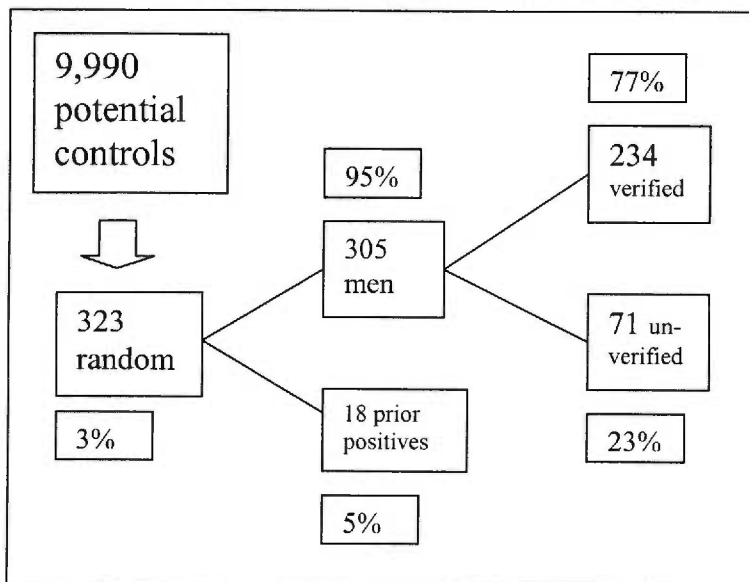 9,990
potential
controls
323
random
3%
95%
305
men
18 prior
positives
5%
77%
234
verified
71 un-
verified
23%